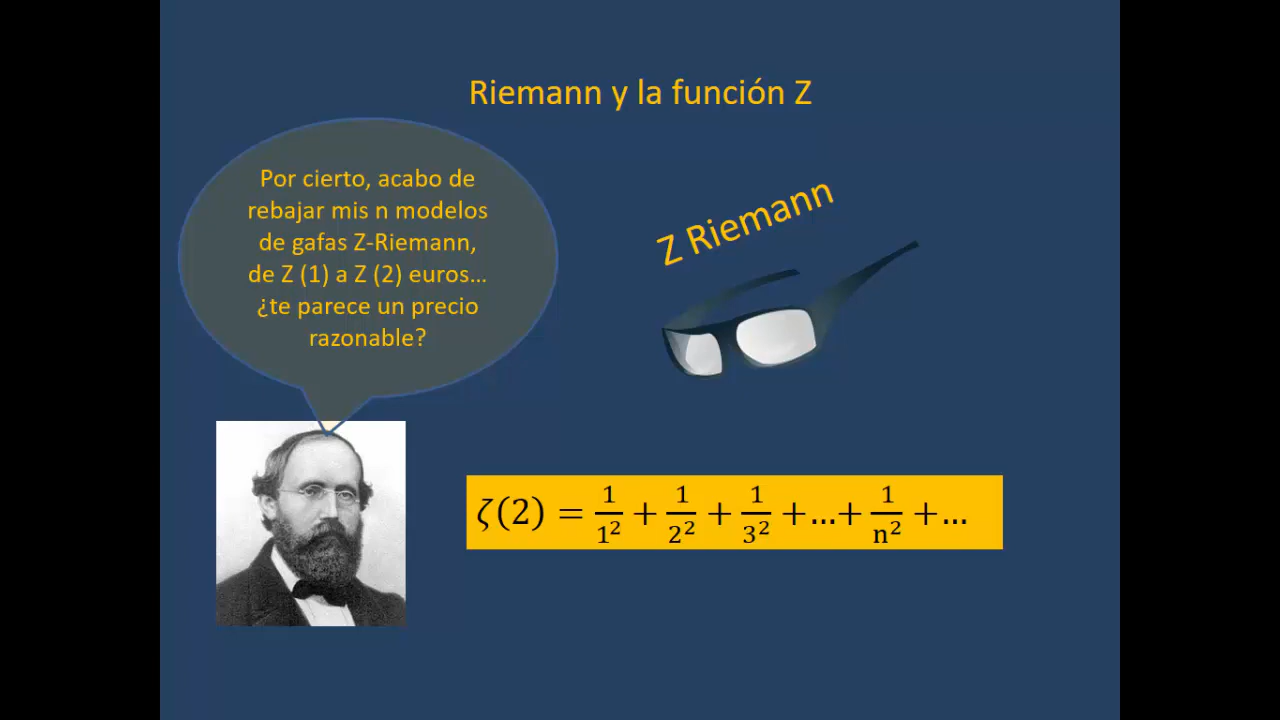 Riemann y la función Z
Por cierto, acabo de
rebajar mis n modelos
de gafas Z-Riemann,
de Z (1) a Z (2) euros...
¿te parece un precio
razonable?
Z Riemann
ζ(2) = 1/1² + 1/2² + 1/3² +...+ 1/n² +...